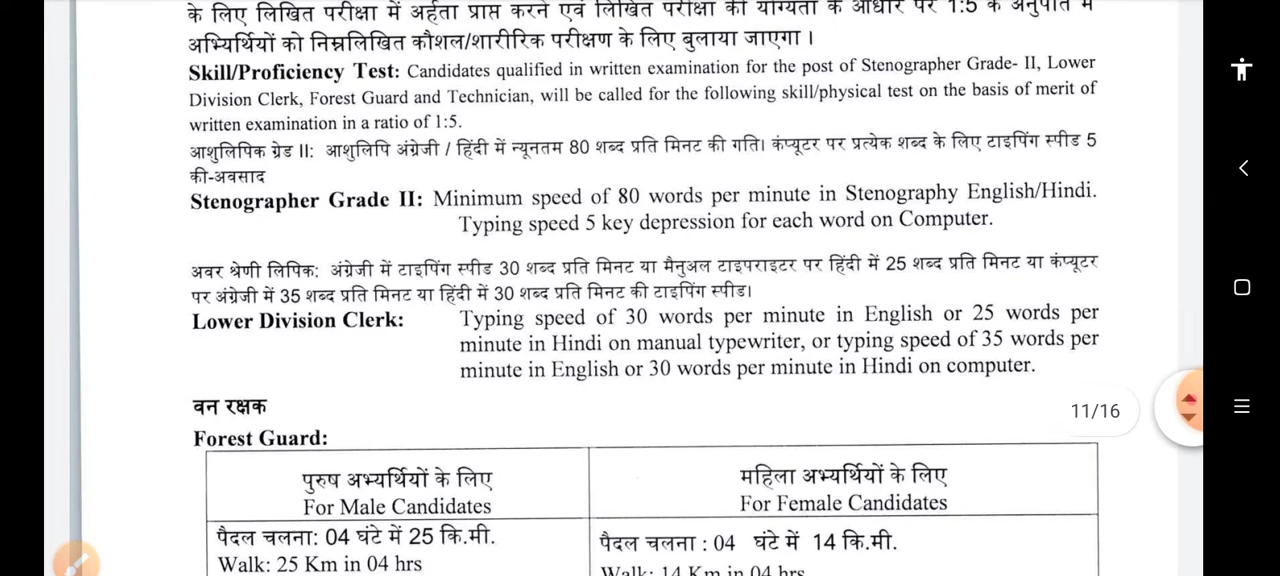 के लिए लिखित परीक्षा में अर्हता प्राप्त करने एवं लिखित परीक्षा की योग्यता के आधार पर 1:5 के अनुपात में
अभ्यिर्थियों को निम्नलिखित कौशल/शारीरिक परीक्षण के लिए बुलाया जाएगा ।
Skill/Proficiency Test: Candidates qualified in written examination for the post of Stenographer Grade- II, Lower
Division Clerk, Forest Guard and Technician, will be called for the following skill/physical test on the basis of merit of
written examination in a ratio of 1:5.
आशुलिपिक ग्रेड II: आशुलिपि अंग्रेजी / हिंदी में न्यूनतम 80 शब्द प्रति मिनट की गति। कंप्यूटर पर प्रत्येक शब्द के लिए टाइपिंग स्पीड 5
की-अवसाद
Stenographer Grade II: Minimum speed of 80 words per minute in Stenography English/Hindi.
Typing speed 5 key depression for each word on Computer.
अवर श्रेणी लिपिक: अंग्रेजी में टाइपिंग स्पीड 30 शब्द प्रति मिनट या मैनुअल टाइपराइटर पर हिंदी में 25 शब्द प्रति मिनट या कंप्यूटर
पर अंग्रेजी में 35 शब्द प्रति मिनट या हिंदी में 30 शब्द प्रति मिनट की टाइपिंग स्पीड।
Lower Division Clerk: Typing speed of 30 words per minute in English or 25 words per
minute in Hindi on manual typewriter, or typing speed of 35 words per
minute in English or 30 words per minute in Hindi on computer.
वन रक्षक
11/16
Forest Guard:
पुरुष अभ्यर्थियों के लिए
For Male Candidates
महिला अभ्यर्थियों के लिए
For Female Candidates
पैदल चलना: 04 घंटे में 25 कि.मी.
Walk: 25 Km in 04 hrs
पैदल चलना : 04 घंटे में 14 कि.मी.
Walk: 14 Km in 04 hrs